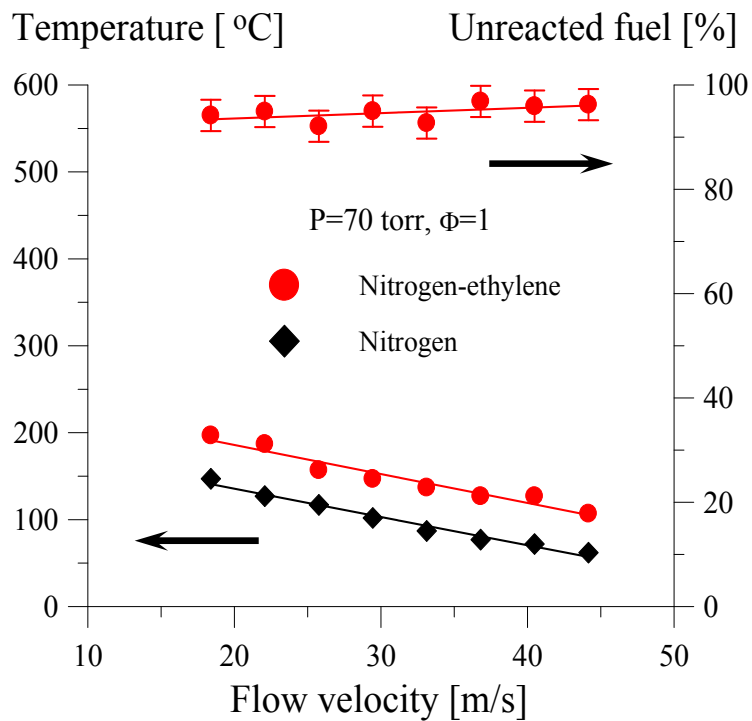 Temperature [ °C] Unreacted fuel [%]
600 100
500 80
400 60
300 40
200 20
100 0
0
P=70 torr, Φ=1
Nitrogen-ethylene
Nitrogen
10 20 30 40 50
Flow velocity [m/s]